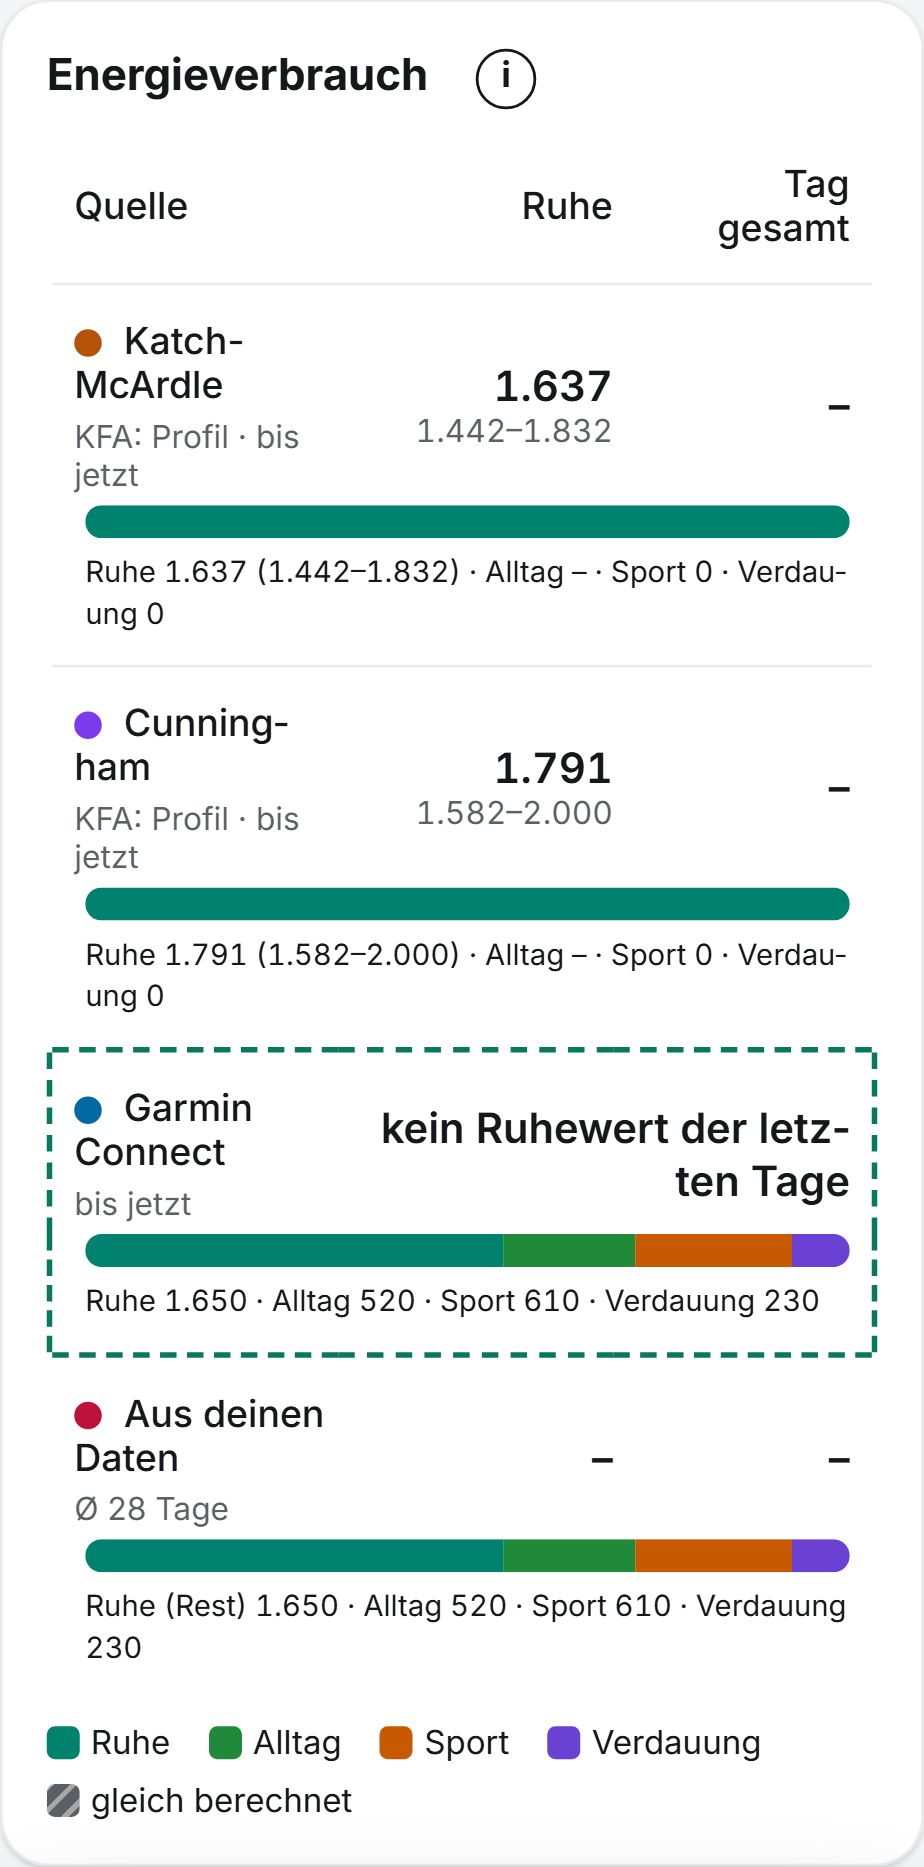 Energieverbrauch i
Quelle Ruhe Tag gesamt
Katch-
McArdle
1.637
1.442–1.832
–
KFA: Profil · bis
jetzt
Ruhe 1.637 (1.442–1.832) · Alltag – · Sport 0 · Verdau-
ung 0
Cunning-
ham
1.791
1.582–2.000
–
KFA: Profil · bis
jetzt
Ruhe 1.791 (1.582–2.000) · Alltag – · Sport 0 · Verdau-
ung 0
Garmin
Connect
bis jetzt
kein Ruhewert der letz-
ten Tage
Ruhe 1.650 · Alltag 520 · Sport 610 · Verdauung 230
Aus deinen
Daten
– –
Ø 28 Tage
Ruhe (Rest) 1.650 · Alltag 520 · Sport 610 · Verdauung
230
Ruhe Alltag Sport Verdauung
gleich berechnet